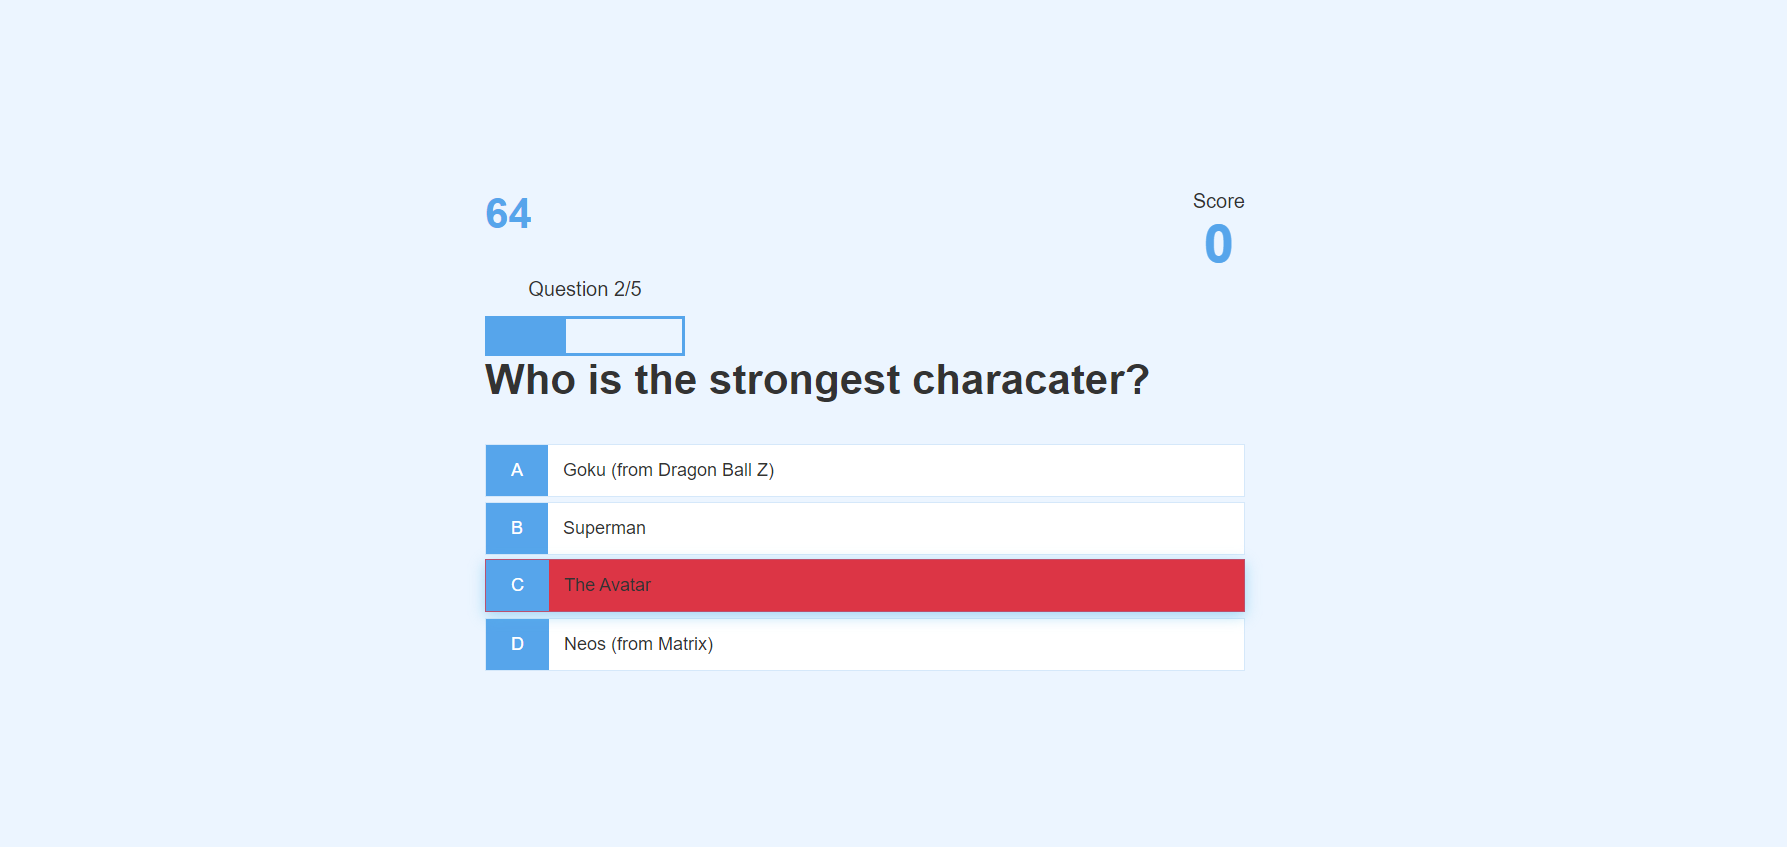 64
Score
0
Question 2/5
Who is the strongest characater?
A Goku (from Dragon Ball Z)
B Superman
C The Avatar
D Neos (from Matrix)